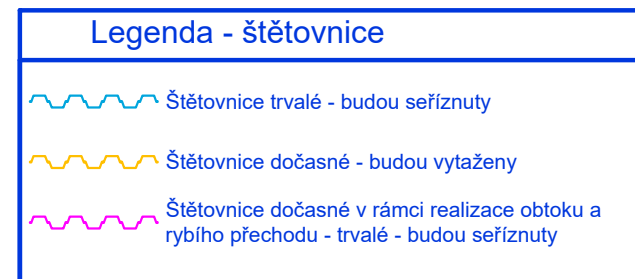 Legenda - štětovnice
Štětovnice trvalé - budou seříznuty
Štětovnice dočasné - budou vytaženy
Štětovnice dočasné v rámci realizace obtoku a
rybího přechodu - trvalé - budou seříznuty